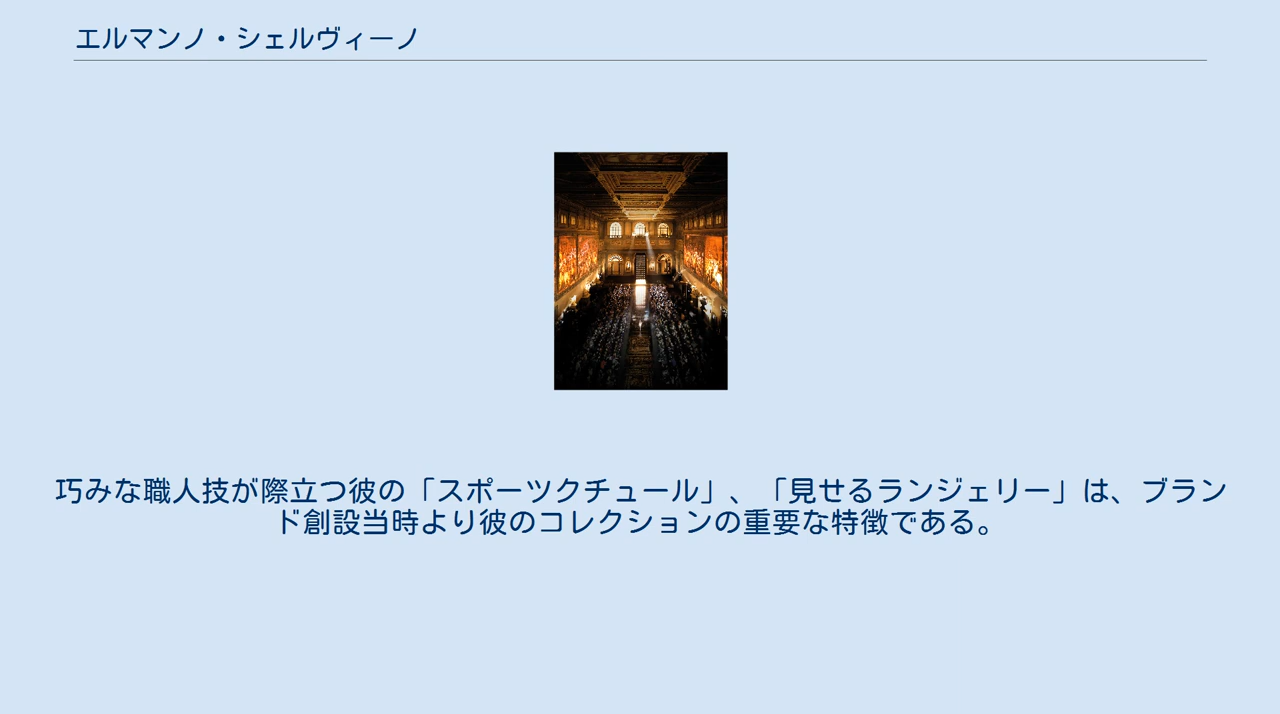 エルマンノ・シェルヴィーノ
巧みな職人技が際立つ彼の「スポーツクチュール」、「見せるランジェリー」は、ブラン
ド創設当時より彼のコレクションの重要な特徴である。